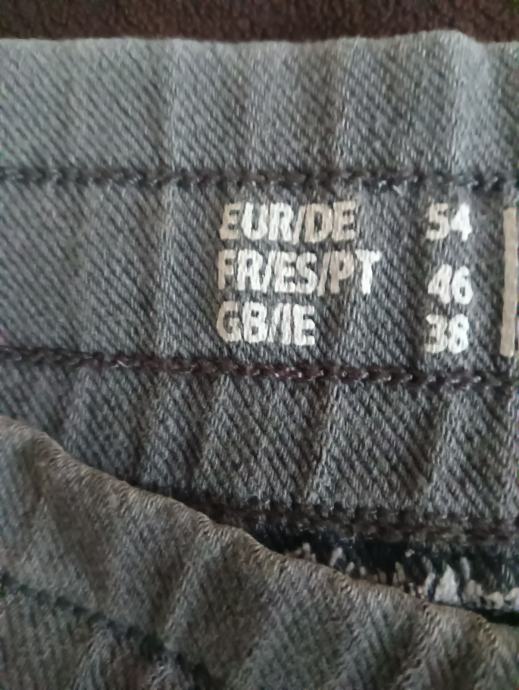 EUR/DE 54
FR/ES/PT 46
GB/IE 38